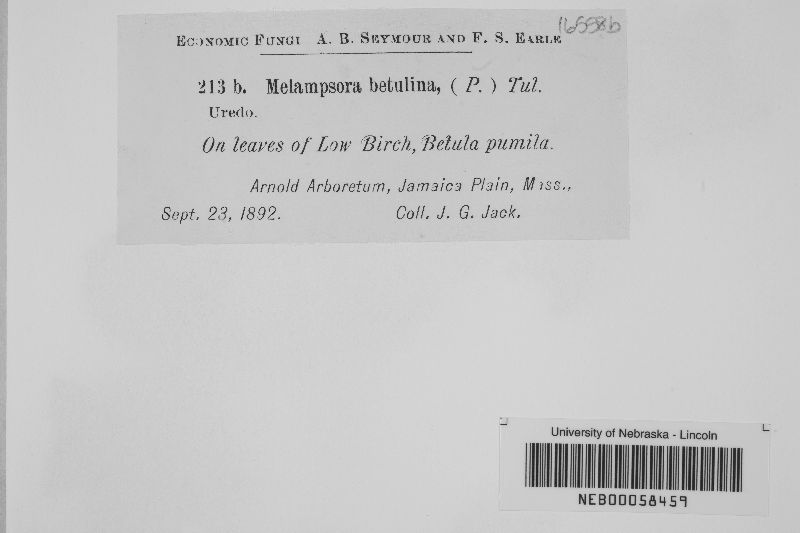 165586
Economic Fungi A. B. Seymour and F. S. Earle
213 b. Melampsora betulina, ( P. ) Tul.
Uredo.
On leaves of Low Birch, Betula pumila.
Arnold Arboretum, Jamaica Plain, Mass.,
Sept. 23, 1892. Coll. J. G. Jack.
University of Nebraska - Lincoln
NEB00058459